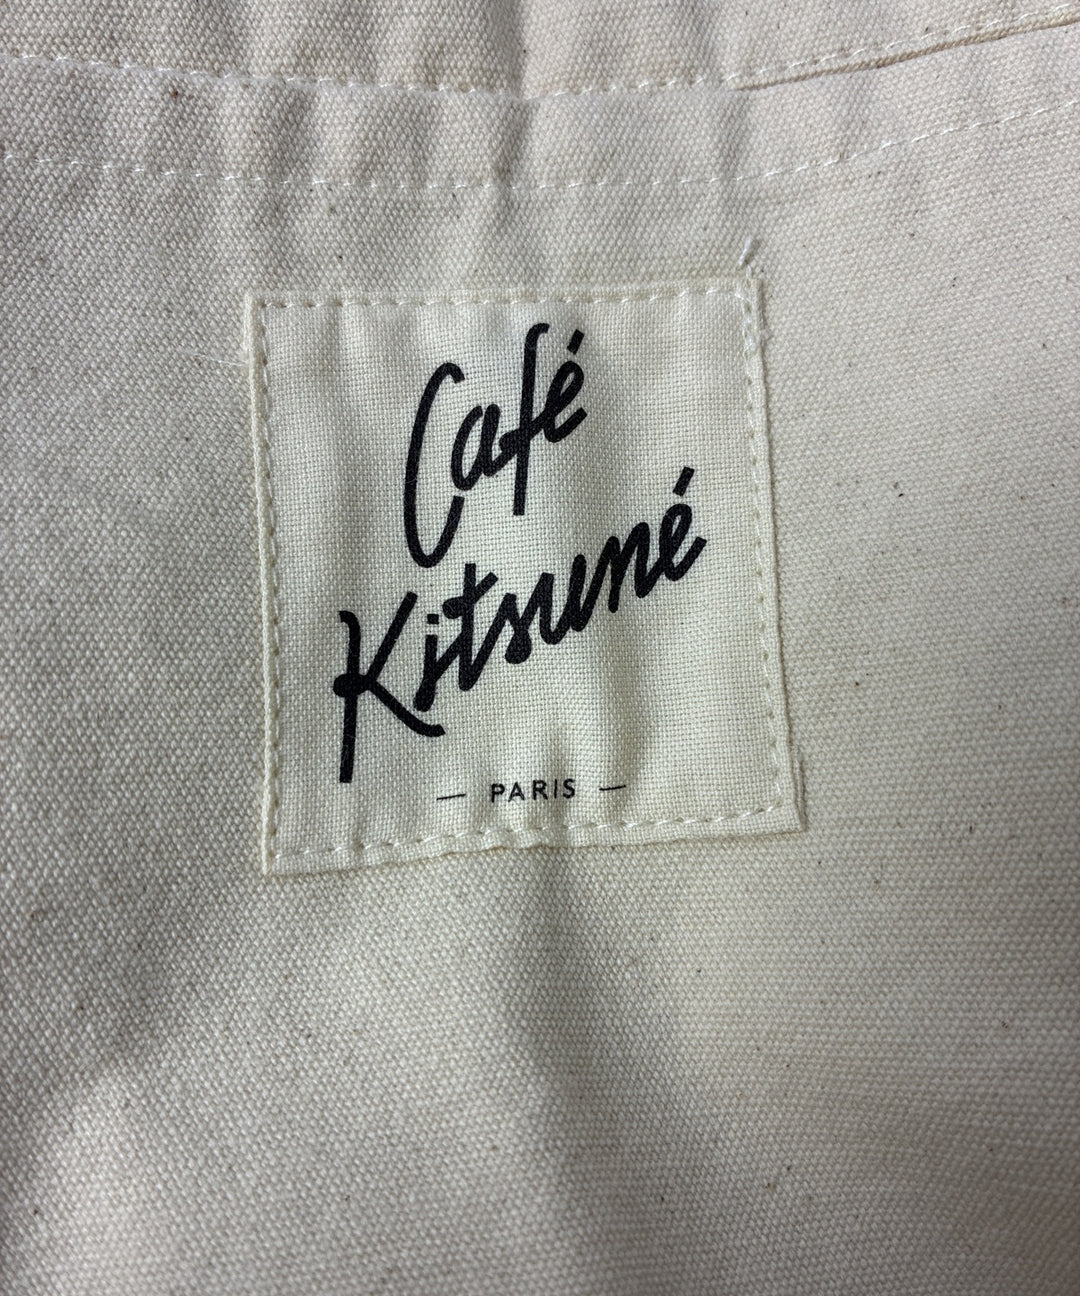 Café
Kitsuné
— PARIS —